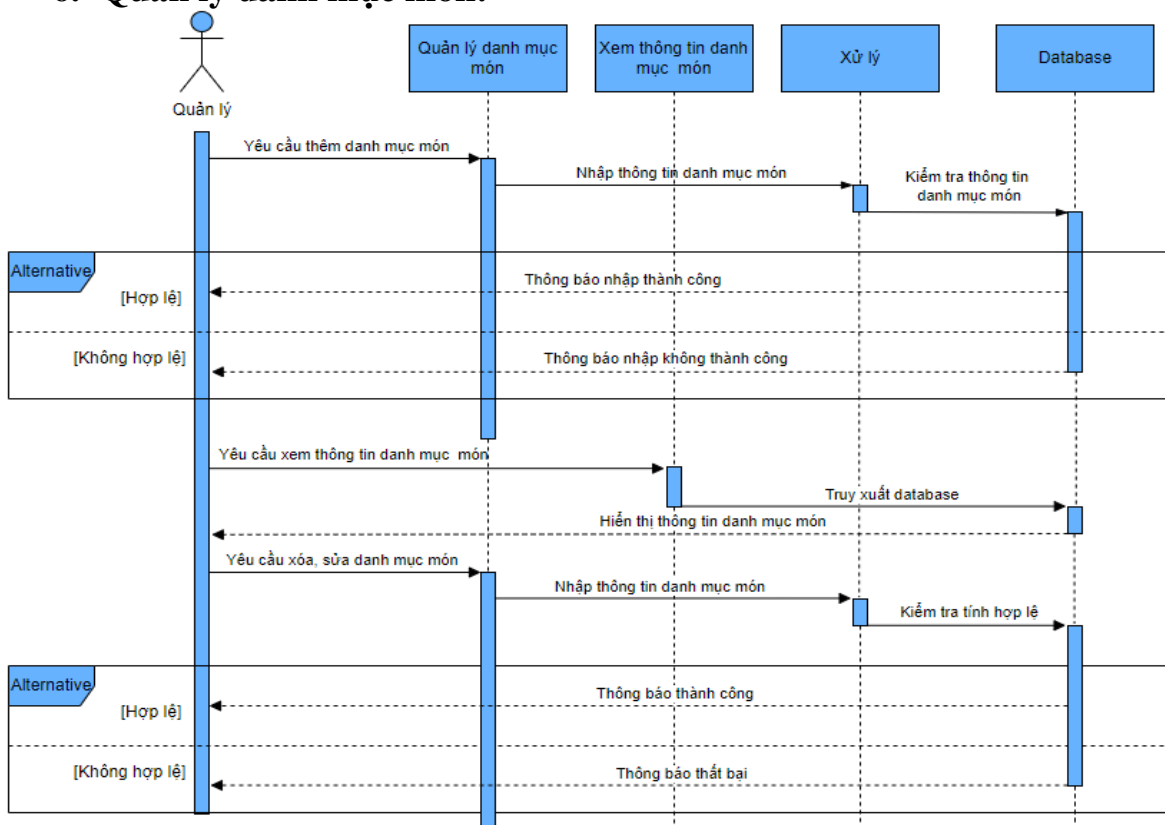 Quản lý danh mục món.
Quản lý danh mục
món
Xem thông tin danh
mục món
Xử lý
Database
Quản lý
Yêu cầu thêm danh mục món
Nhập thông tin danh mục món
Kiểm tra thông tin
danh mục món
Alternative
Thông báo nhập thành công
[Hợp lệ]
[Không hợp lệ]
Thông báo nhập không thành công
Yêu cầu xem thông tin danh mục món
Truy xuất database
Hiển thị thông tin danh mục món
Yêu cầu xóa, sửa danh mục món
Nhập thông tin danh mục món
Kiểm tra tính hợp lệ
Alternative
Thông báo thành công
[Hợp lệ]
[Không hợp lệ]
Thông báo thất bại